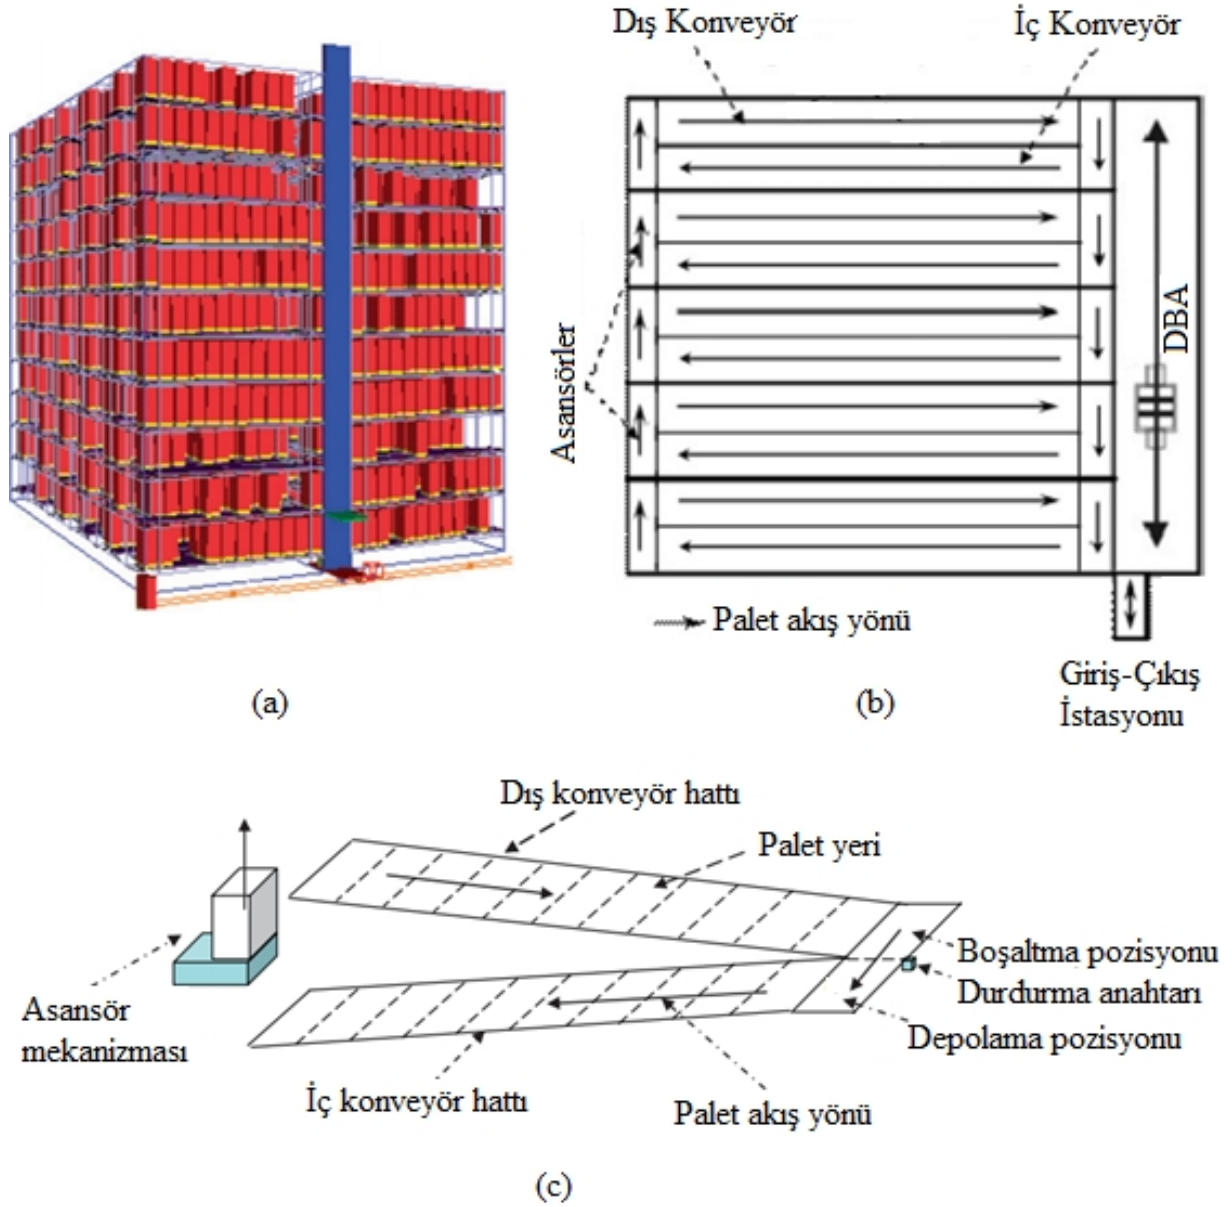 Dış Konveyör
İç Konveyör
Asansörler
DBA
Palet akış yönü
Giriş-Çıkış
İstasyonu
(a)
(b)
Dış konveyör hattı
Palet yeri
Boşaltma pozisyonu
Durdurma anahtarı
Depolama pozisyonu
Asansör
mekanizması
İç konveyör hattı
Palet akış yönü
(c)